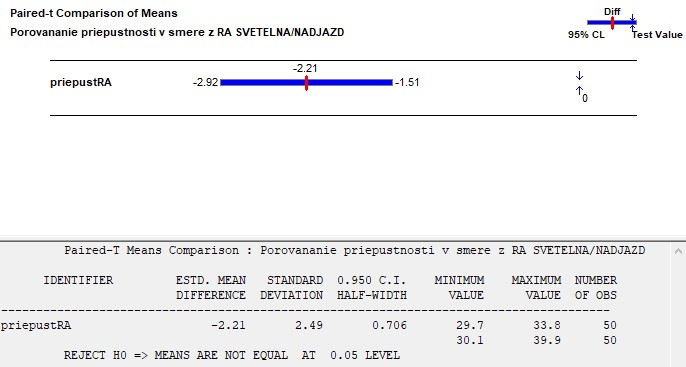 Paired-t Comparison of Means
Porovananie priepustnosti v smere z RA SVETELNA/NADJAZD
Diff
95% CL Test Value
-2.21
priepustRA -2.92 -1.51
0
Paired-T Means Comparison : Porovananie priepustnosti v smere z RA SVETELNA/NADJAZD
IDENTIFIER ESTD. MEAN STANDARD 0.950 C.I. MINIMUM MAXIMUM NUMBER
DIFFERENCE DEVIATION HALF-WIDTH VALUE VALUE OF OBS
priepustRA -2.21 2.49 0.706 29.7 33.8 50
30.1 39.9 50
REJECT H0 => MEANS ARE NOT EQUAL AT 0.05 LEVEL